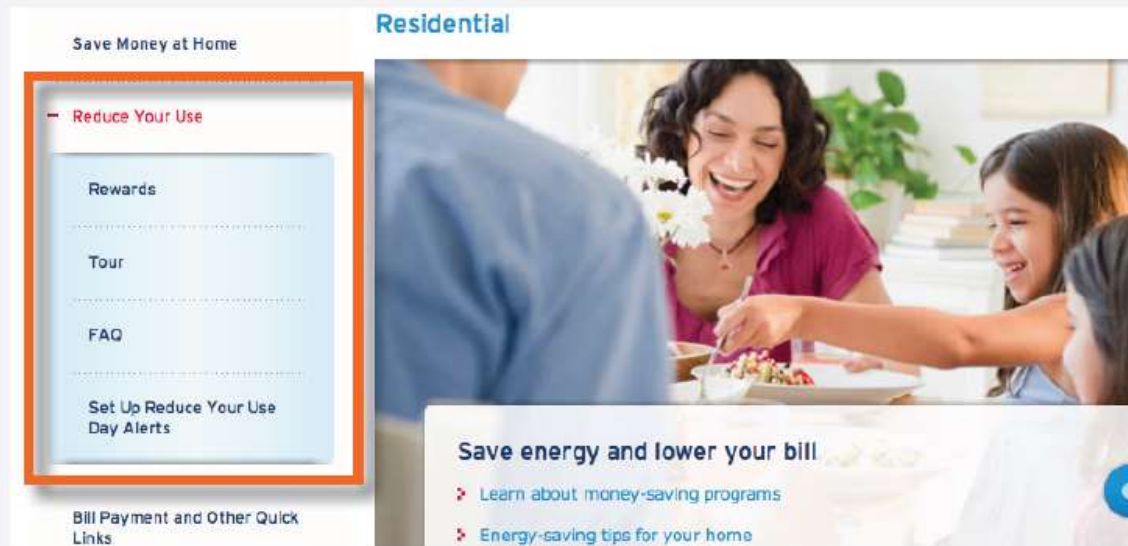 Residential
Save Money at Home
Reduce Your Use
Rewards
Tour
FAQ
Set Up Reduce Your Use
Day Alerts
Bill Payment and Other Quick
Links
Save energy and lower your bill
Learn about money-saving programs
Energy-saving tips for your home